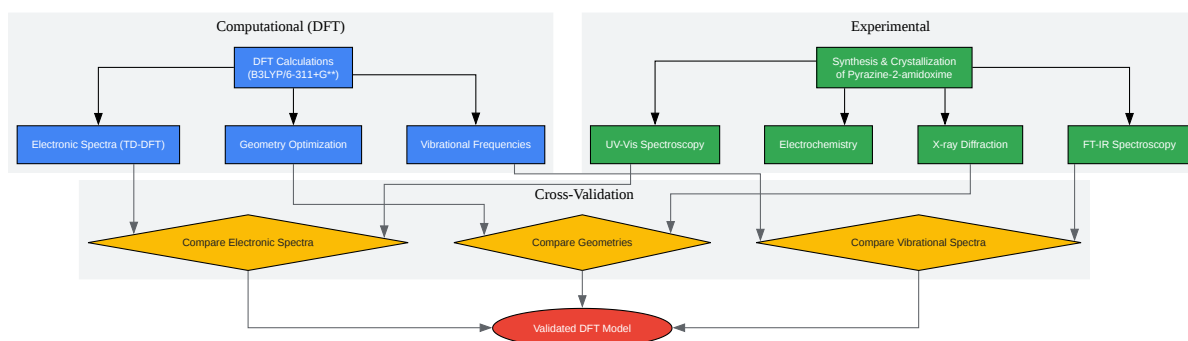 Computational (DFT)
Experimental
DFT Calculations
(B3LYP/6-311+G**)
Synthesis & Crystallization
of Pyrazine-2-amidoxime
Electronic Spectra (TD-DFT)
Geometry Optimization
Vibrational Frequencies
UV-Vis Spectroscopy
Electrochemistry
X-ray Diffraction
FT-IR Spectroscopy
Cross-Validation
Compare Electronic Spectra
Compare Geometries
Compare Vibrational Spectra
Validated DFT Model